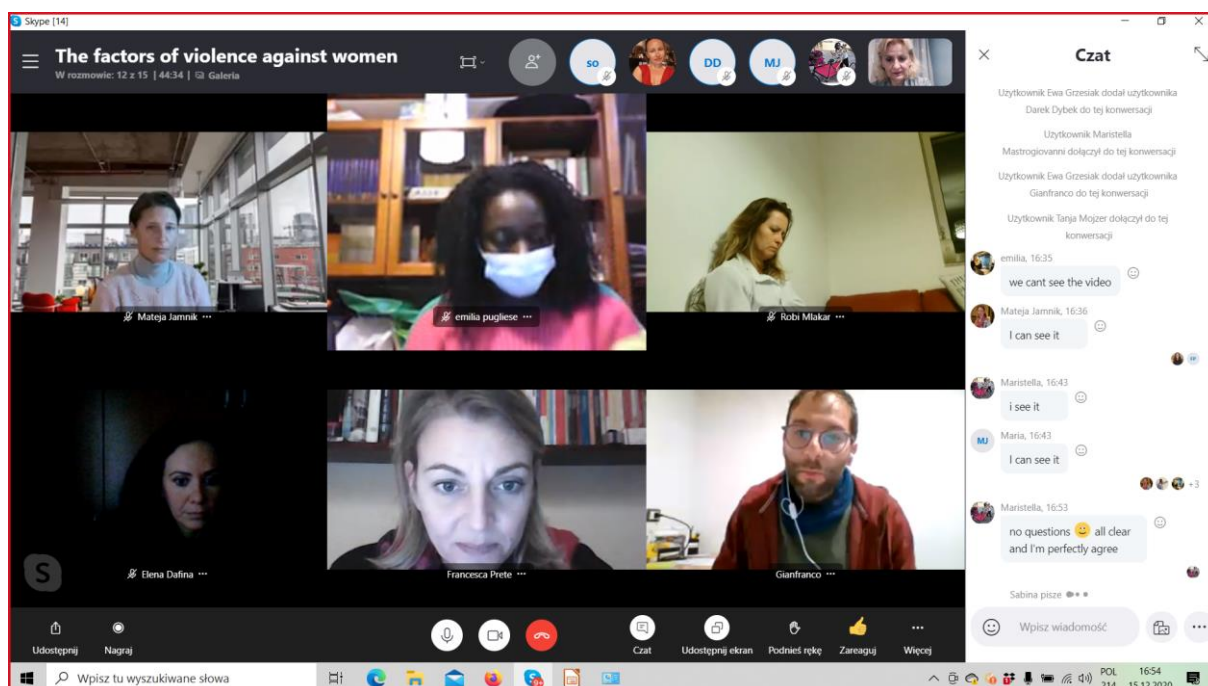 Skype [14]
The factors of violence against women
W rozmowie: 12 z 15 | 44:34 | Galeria
so
DD
MJ
Mateja Jamnik
emilia pugliese
Robi Mlakar
Elena Dafina
Francesca Prete
Gianfranco
S
Udostępnij
Nagraj
Czat
Udostępnij ekran
Podnieś rękę
Zareaguj
Więcej
Czat
Użytkownik Ewa Grzesiak dodał użytkownika
Darek Dybek do tej konwersacji
Użytkownik Maristella
Mastrogiovanni dołączył do tej konwersacji
Użytkownik Ewa Grzesiak dodał użytkownika
Gianfranco do tej konwersacji
Użytkownik Tanja Mojzer dołączył do tej
konwersacji
emilia, 16:35
we cant see the video
Mateja Jamnik, 16:36
I can see it
Maristella, 16:43
i see it
MJ
Maria, 16:43
I can see it
+3
Maristella, 16:53
no questions 🙂 all clear
and I'm perfectly agree
Sabina pisze
Wpisz wiadomość
Wpisz tu wyszukiwane słowa
POL
214
16:54
15.12.2020